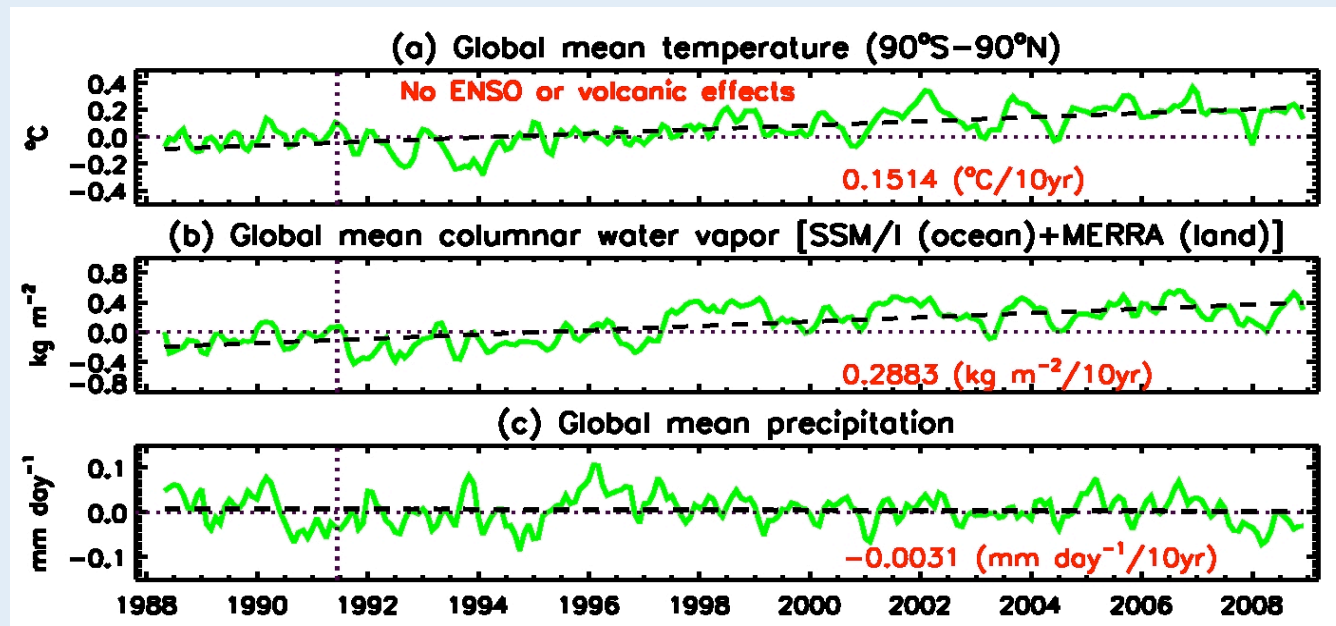 (a) Global mean temperature (90°S−90°N)
No ENSO or volcanic effects
°C
0.4
0.2
0.0
−0.2
−0.4
0.1514 (°C/10yr)
(b) Global mean columnar water vapor [SSM/I (ocean)+MERRA (land)]
kg m⁻²
0.8
0.4
0.0
−0.4
−0.8
0.2883 (kg m⁻²/10yr)
(c) Global mean precipitation
mm day⁻¹
0.1
0.0
−0.1
−0.0031 (mm day⁻¹/10yr)
1988 1990 1992 1994 1996 1998 2000 2002 2004 2006 2008